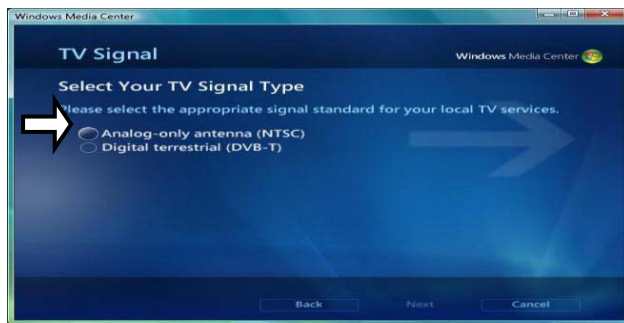 Windows Media Center
TV Signal
Windows Media Center
Select Your TV Signal Type
Please select the appropriate signal standard for your local TV services.
Analog-only antenna (NTSC)
Digital terrestrial (DVB-T)
Back Next Cancel